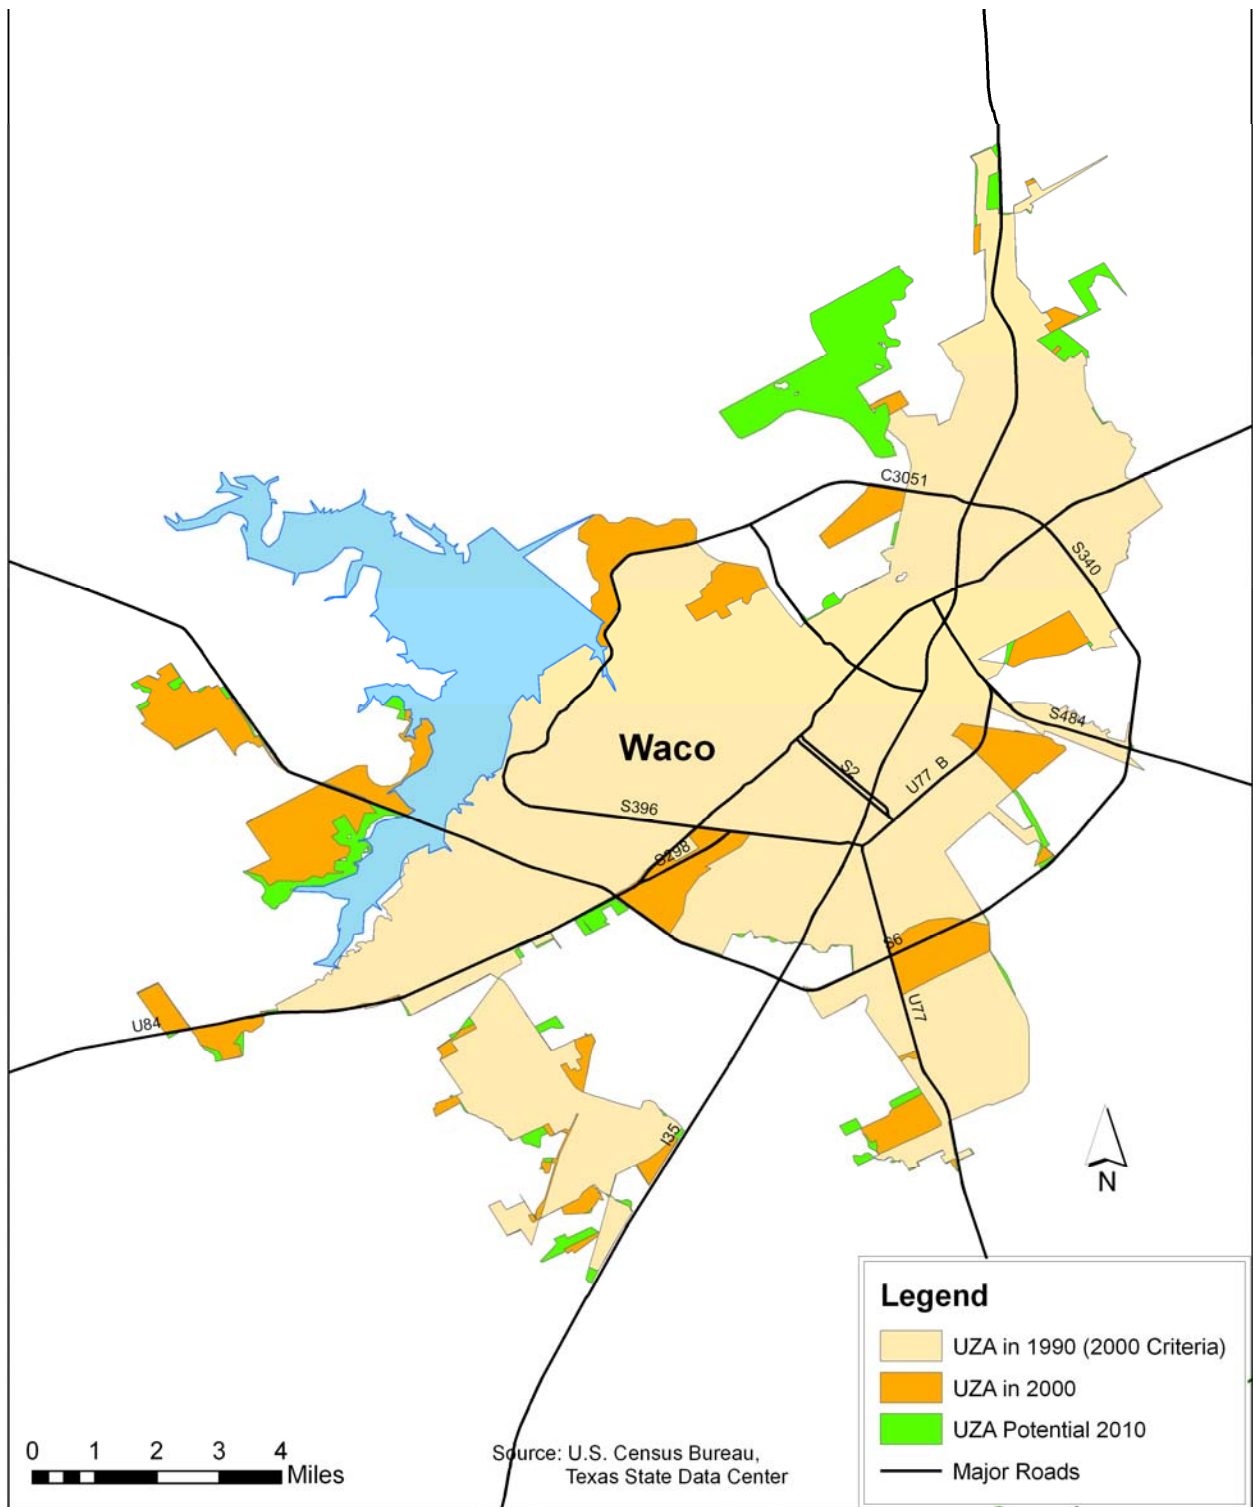 C3051
S340
Waco
S484
S2
U77 B
S396
S298
S6
U77
U84
I35
N
Legend
UZA in 1990 (2000 Criteria)
UZA in 2000
UZA Potential 2010
Major Roads
0 1 2 3 4
Miles
Source: U.S. Census Bureau,
Texas State Data Center